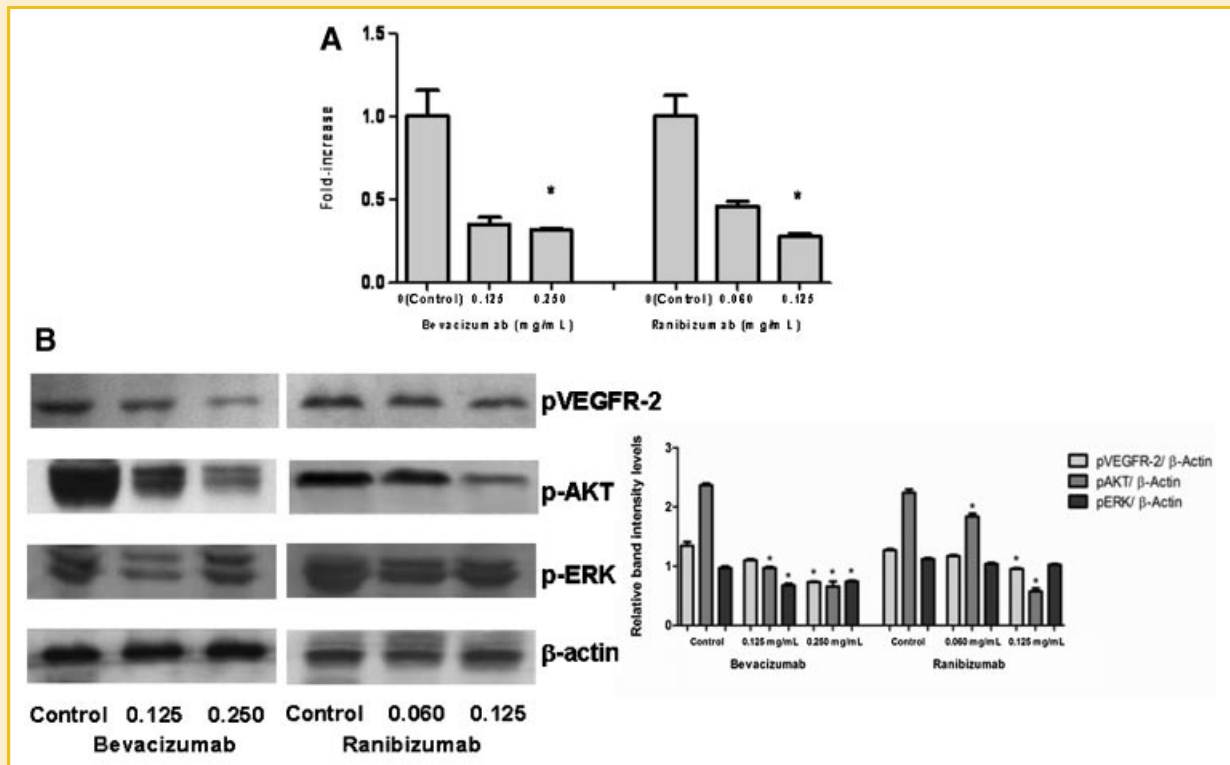 A
1.5
1.0
0.5
0.0
Fold-increase
*
*
0(Control) 0.125 0.250 0(Control) 0.060 0.125
Bevacizumab (mg/mL) Ranibizumab (mg/mL)
B
pVEGFR-2
p-AKT
p-ERK
β-actin
Control 0.125 0.250 Control 0.060 0.125
Bevacizumab Ranibizumab
Relative band intensity levels
3
2
1
0
pVEGFR-2/ β-Actin
pAKT/ β-Actin
pERK/ β-Actin
* * * * * * * *
Control 0.125 mg/mL 0.250 mg/mL Control 0.060 mg/mL 0.125 mg/mL
Bevacizumab Ranibizumab